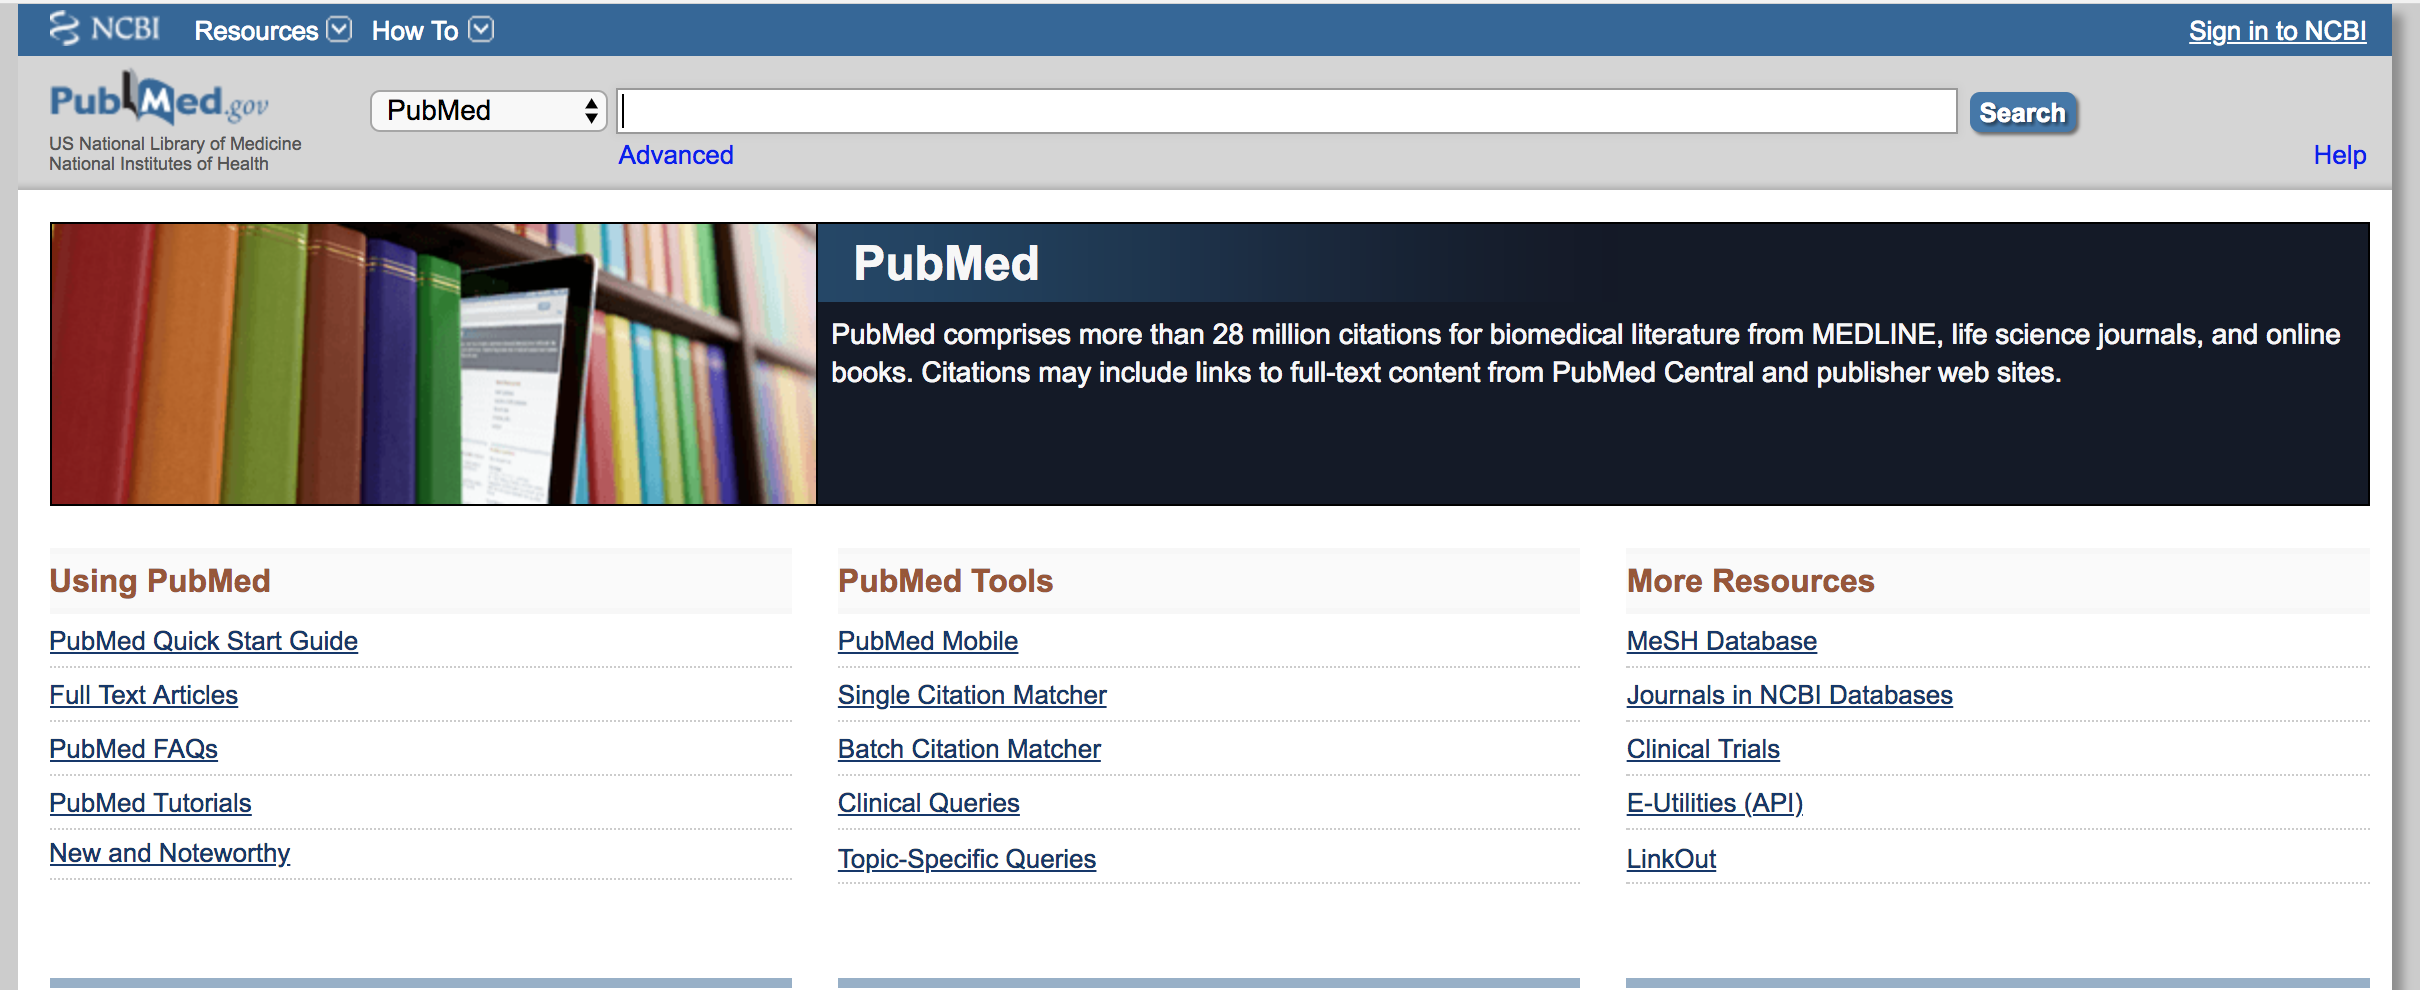 NCBI Resources How To Sign in to NCBI
PubMed.gov
US National Library of Medicine
National Institutes of Health
PubMed
Search
Advanced
Help
PubMed
PubMed comprises more than 28 million citations for biomedical literature from MEDLINE, life science journals, and online
books. Citations may include links to full-text content from PubMed Central and publisher web sites.
Using PubMed
PubMed Quick Start Guide
Full Text Articles
PubMed FAQs
PubMed Tutorials
New and Noteworthy
PubMed Tools
PubMed Mobile
Single Citation Matcher
Batch Citation Matcher
Clinical Queries
Topic-Specific Queries
More Resources
MeSH Database
Journals in NCBI Databases
Clinical Trials
E-Utilities (API)
LinkOut